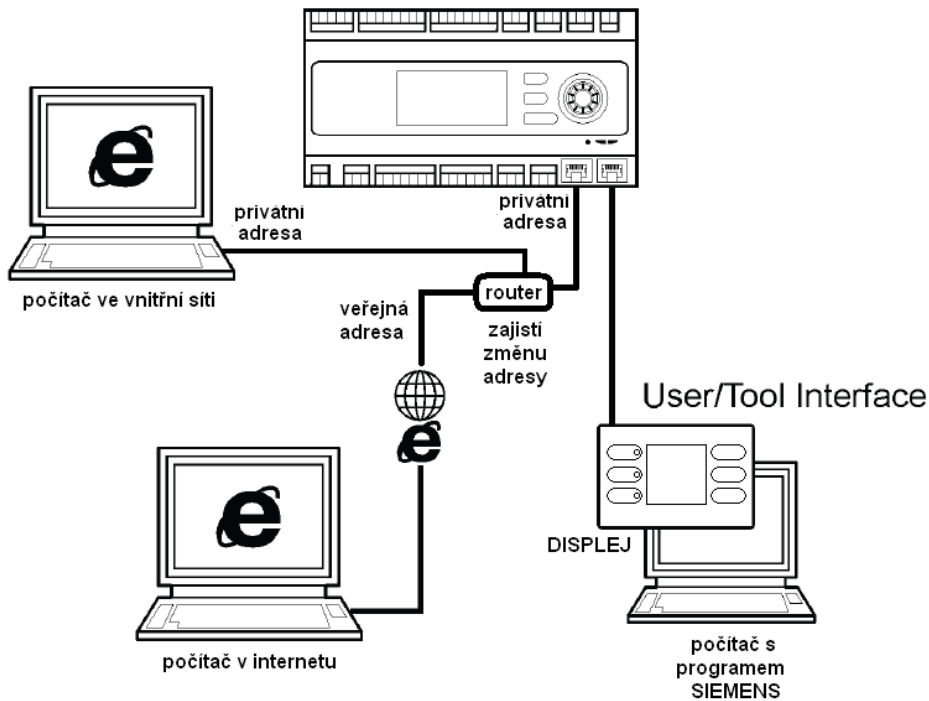 privátní
adresa
privátní
adresa
počítač ve vnitřní síti
router
veřejná
adresa
zajistí
změnu
adresy
User/Tool Interface
DISPLEJ
počítač v internetu
počítač s
programem
SIEMENS